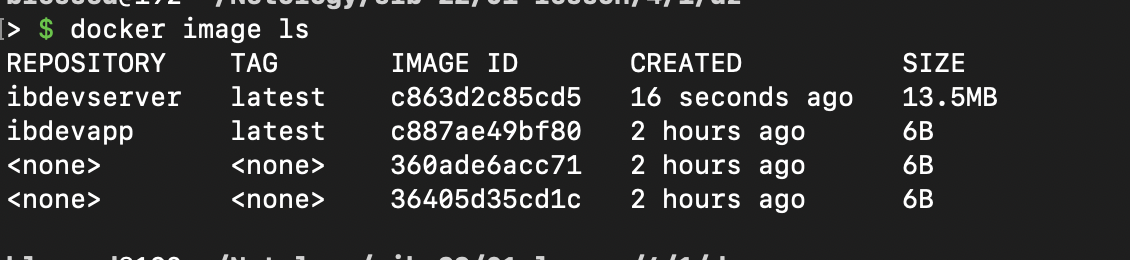 > $ docker image ls
REPOSITORY TAG IMAGE ID CREATED SIZE
ibdevserver latest c863d2c85cd5 16 seconds ago 13.5MB
ibdevapp latest c887ae49bf80 2 hours ago 6B
<none> <none> 360ade6acc71 2 hours ago 6B
<none> <none> 36405d35cd1c 2 hours ago 6B